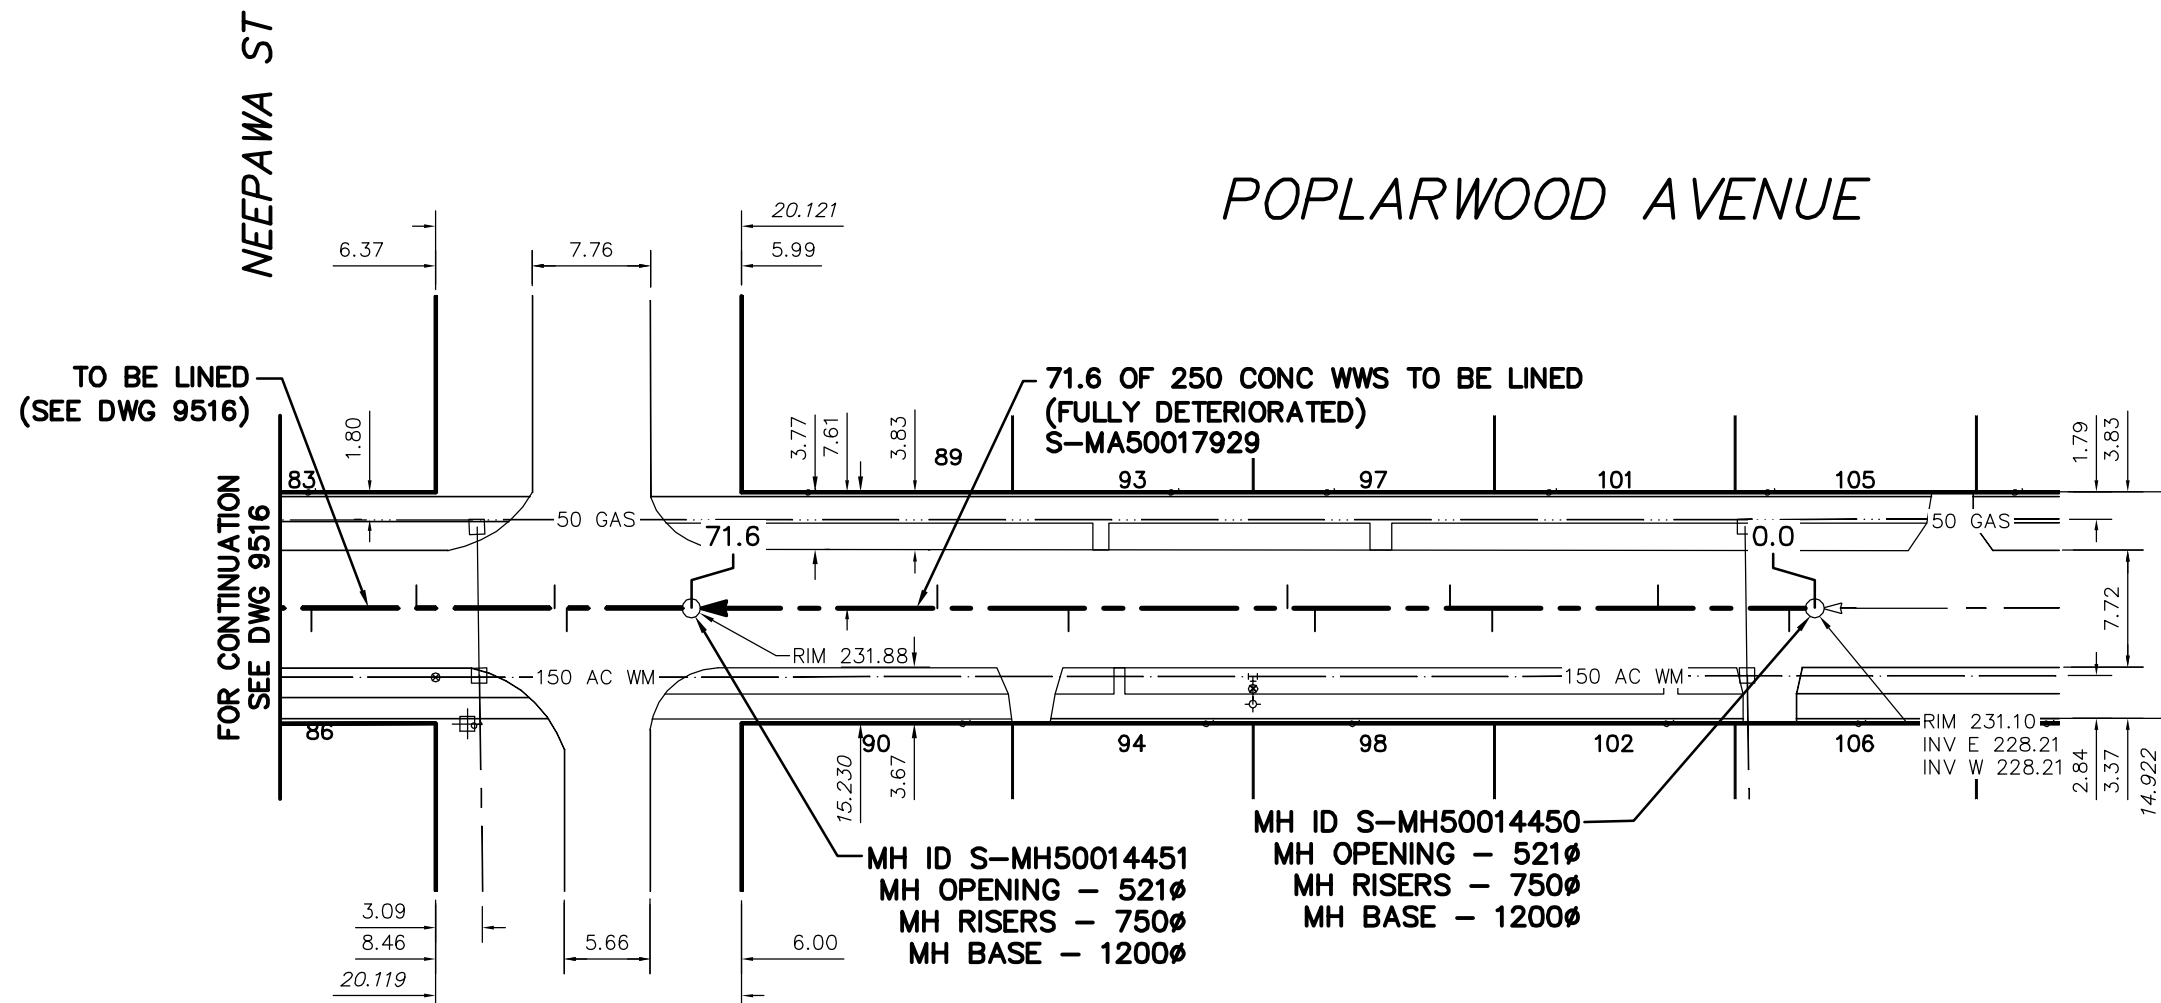 NEEPAWA ST
POPLARWOOD AVENUE
20.121
6.37
7.76
5.99
TO BE LINED
(SEE DWG 9516)
71.6 OF 250 CONC WWS TO BE LINED
(FULLY DETERIORATED)
S-MA50017929
1.80
3.77
7.61
3.83
89
1.79
3.83
83
93
97
101
105
FOR CONTINUATION
SEE DWG 9516
50 GAS
50 GAS
71.6
0.0
7.72
RIM 231.88
150 AC WM
150 AC WM
86
90
94
98
102
106
RIM 231.10
INV E 228.21
INV W 228.21
15.230
3.67
2.84
3.37
14.922
MH ID S-MH50014451
MH OPENING - 521ø
MH RISERS - 750ø
MH BASE - 1200ø
MH ID S-MH50014450
MH OPENING - 521ø
MH RISERS - 750ø
MH BASE - 1200ø
3.09
8.46
5.66
6.00
20.119